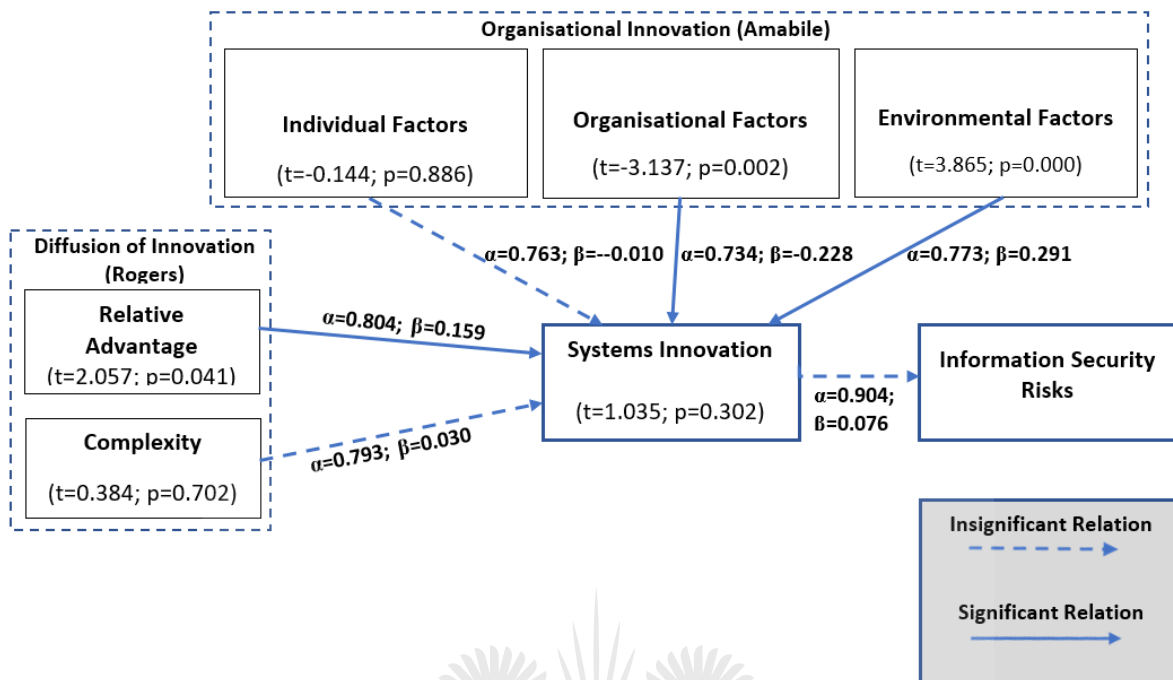 Organisational Innovation (Amabile)
Individual Factors
(t=-0.144; p=0.886)
Organisational Factors
(t=-3.137; p=0.002)
Environmental Factors
(t=3.865; p=0.000)
α=0.763; β=--0.010
α=0.734; β=-0.228
α=0.773; β=0.291
Diffusion of Innovation
(Rogers)
Relative
Advantage
(t=2.057; p=0.041)
α=0.804; β=0.159
Complexity
(t=0.384; p=0.702)
α=0.793; β=0.030
Systems Innovation
(t=1.035; p=0.302)
α=0.904;
β=0.076
Information Security
Risks
Insignificant Relation
Significant Relation